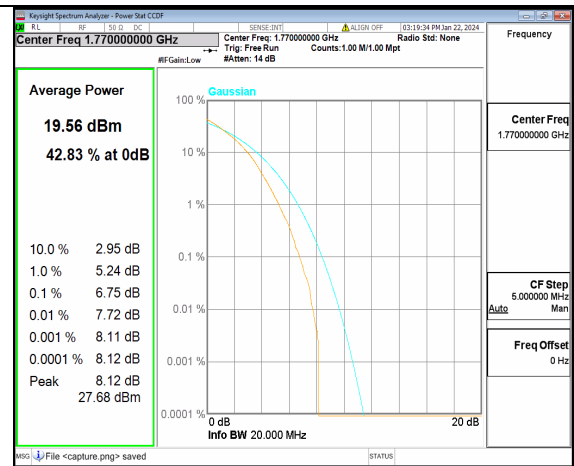 Keysight Spectrum Analyzer - Power Stat CCDF
RL RF 50 Ω DC SENSE:INT ALIGN OFF 03:19:34 PM Jan 22, 2024
Center Freq 1.770000000 GHz
Center Freq: 1.770000000 GHz Radio Std: None
Trig: Free Run Counts:1.00 M/1.00 Mpt
#IFGain:Low #Atten: 14 dB
Frequency
Average Power
19.56 dBm
42.83 % at 0dB
10.0 % 2.95 dB
1.0 % 5.24 dB
0.1 % 6.75 dB
0.01 % 7.72 dB
0.001 % 8.11 dB
0.0001 % 8.12 dB
Peak 8.12 dB
27.68 dBm
Gaussian
100 %
10 %
1 %
0.1 %
0.01 %
0.001 %
0.0001 %
0 dB 20 dB
Info BW 20.000 MHz
Center Freq
1.770000000 GHz
CF Step
5.000000 MHz
Auto Man
Freq Offset
0 Hz
MSG File <capture.png> saved STATUS